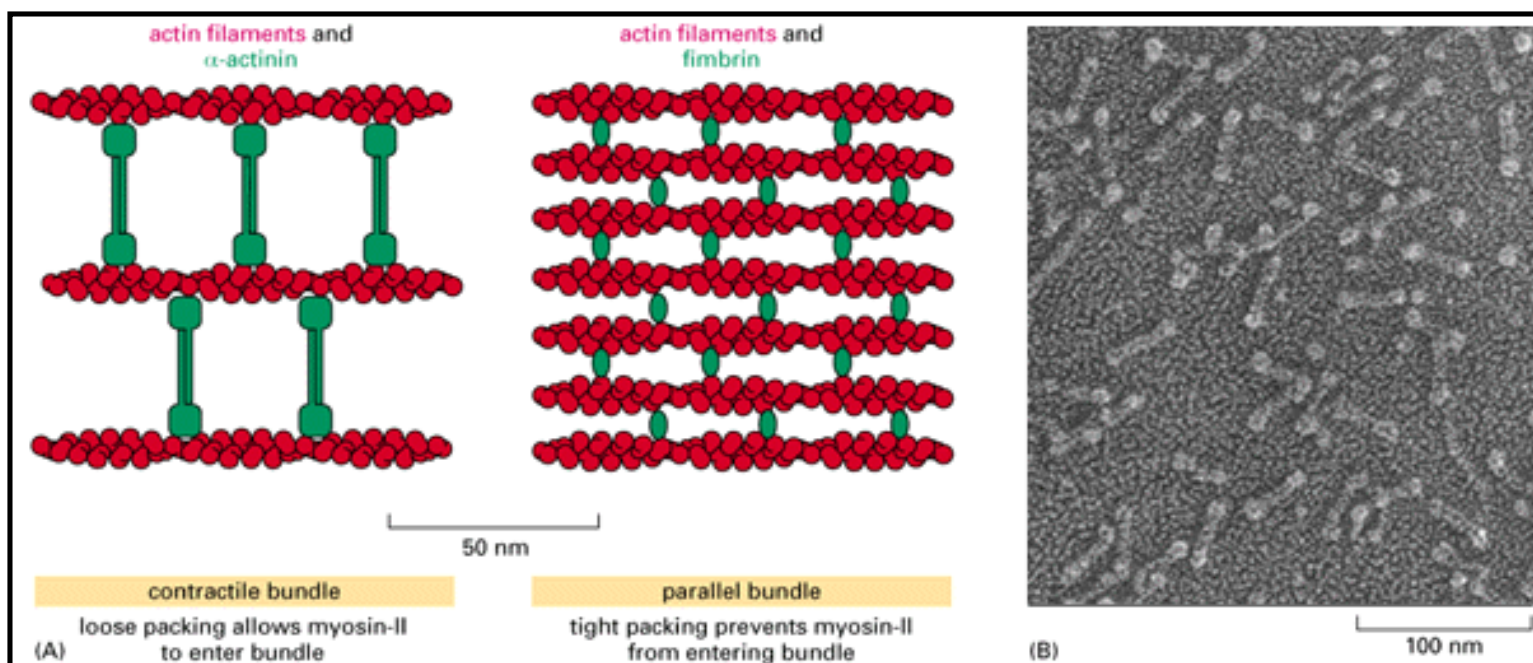 actin filaments and
α-actinin
actin filaments and
fimbrin
50 nm
contractile bundle
parallel bundle
loose packing allows myosin-II
to enter bundle
tight packing prevents myosin-II
from entering bundle
(A)
(B)
100 nm